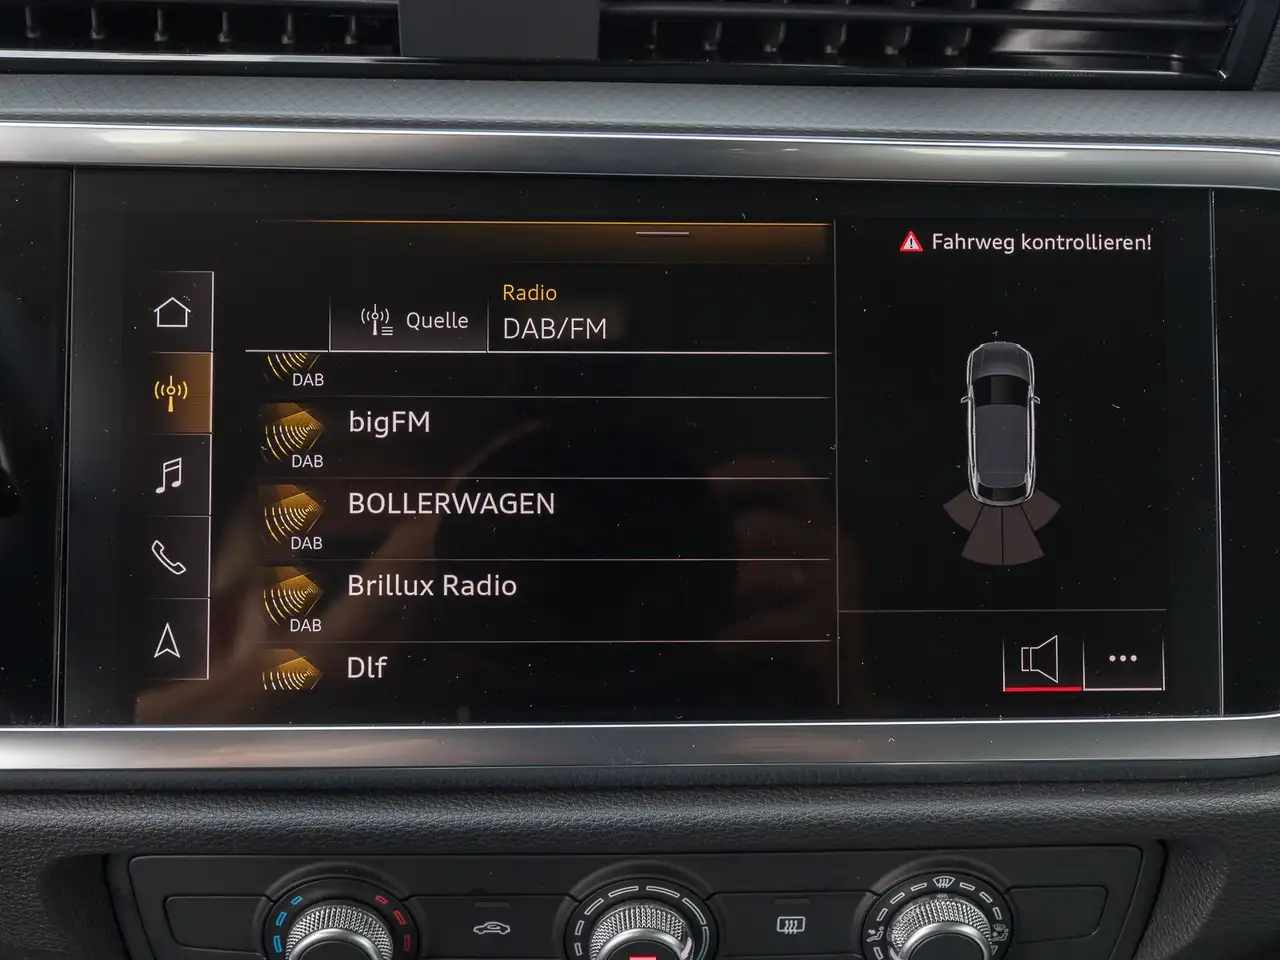 Fahrweg kontrollieren!
Radio
Quelle
DAB/FM
DAB
bigFM
DAB
BOLLERWAGEN
DAB
Brillux Radio
DAB
Dlf